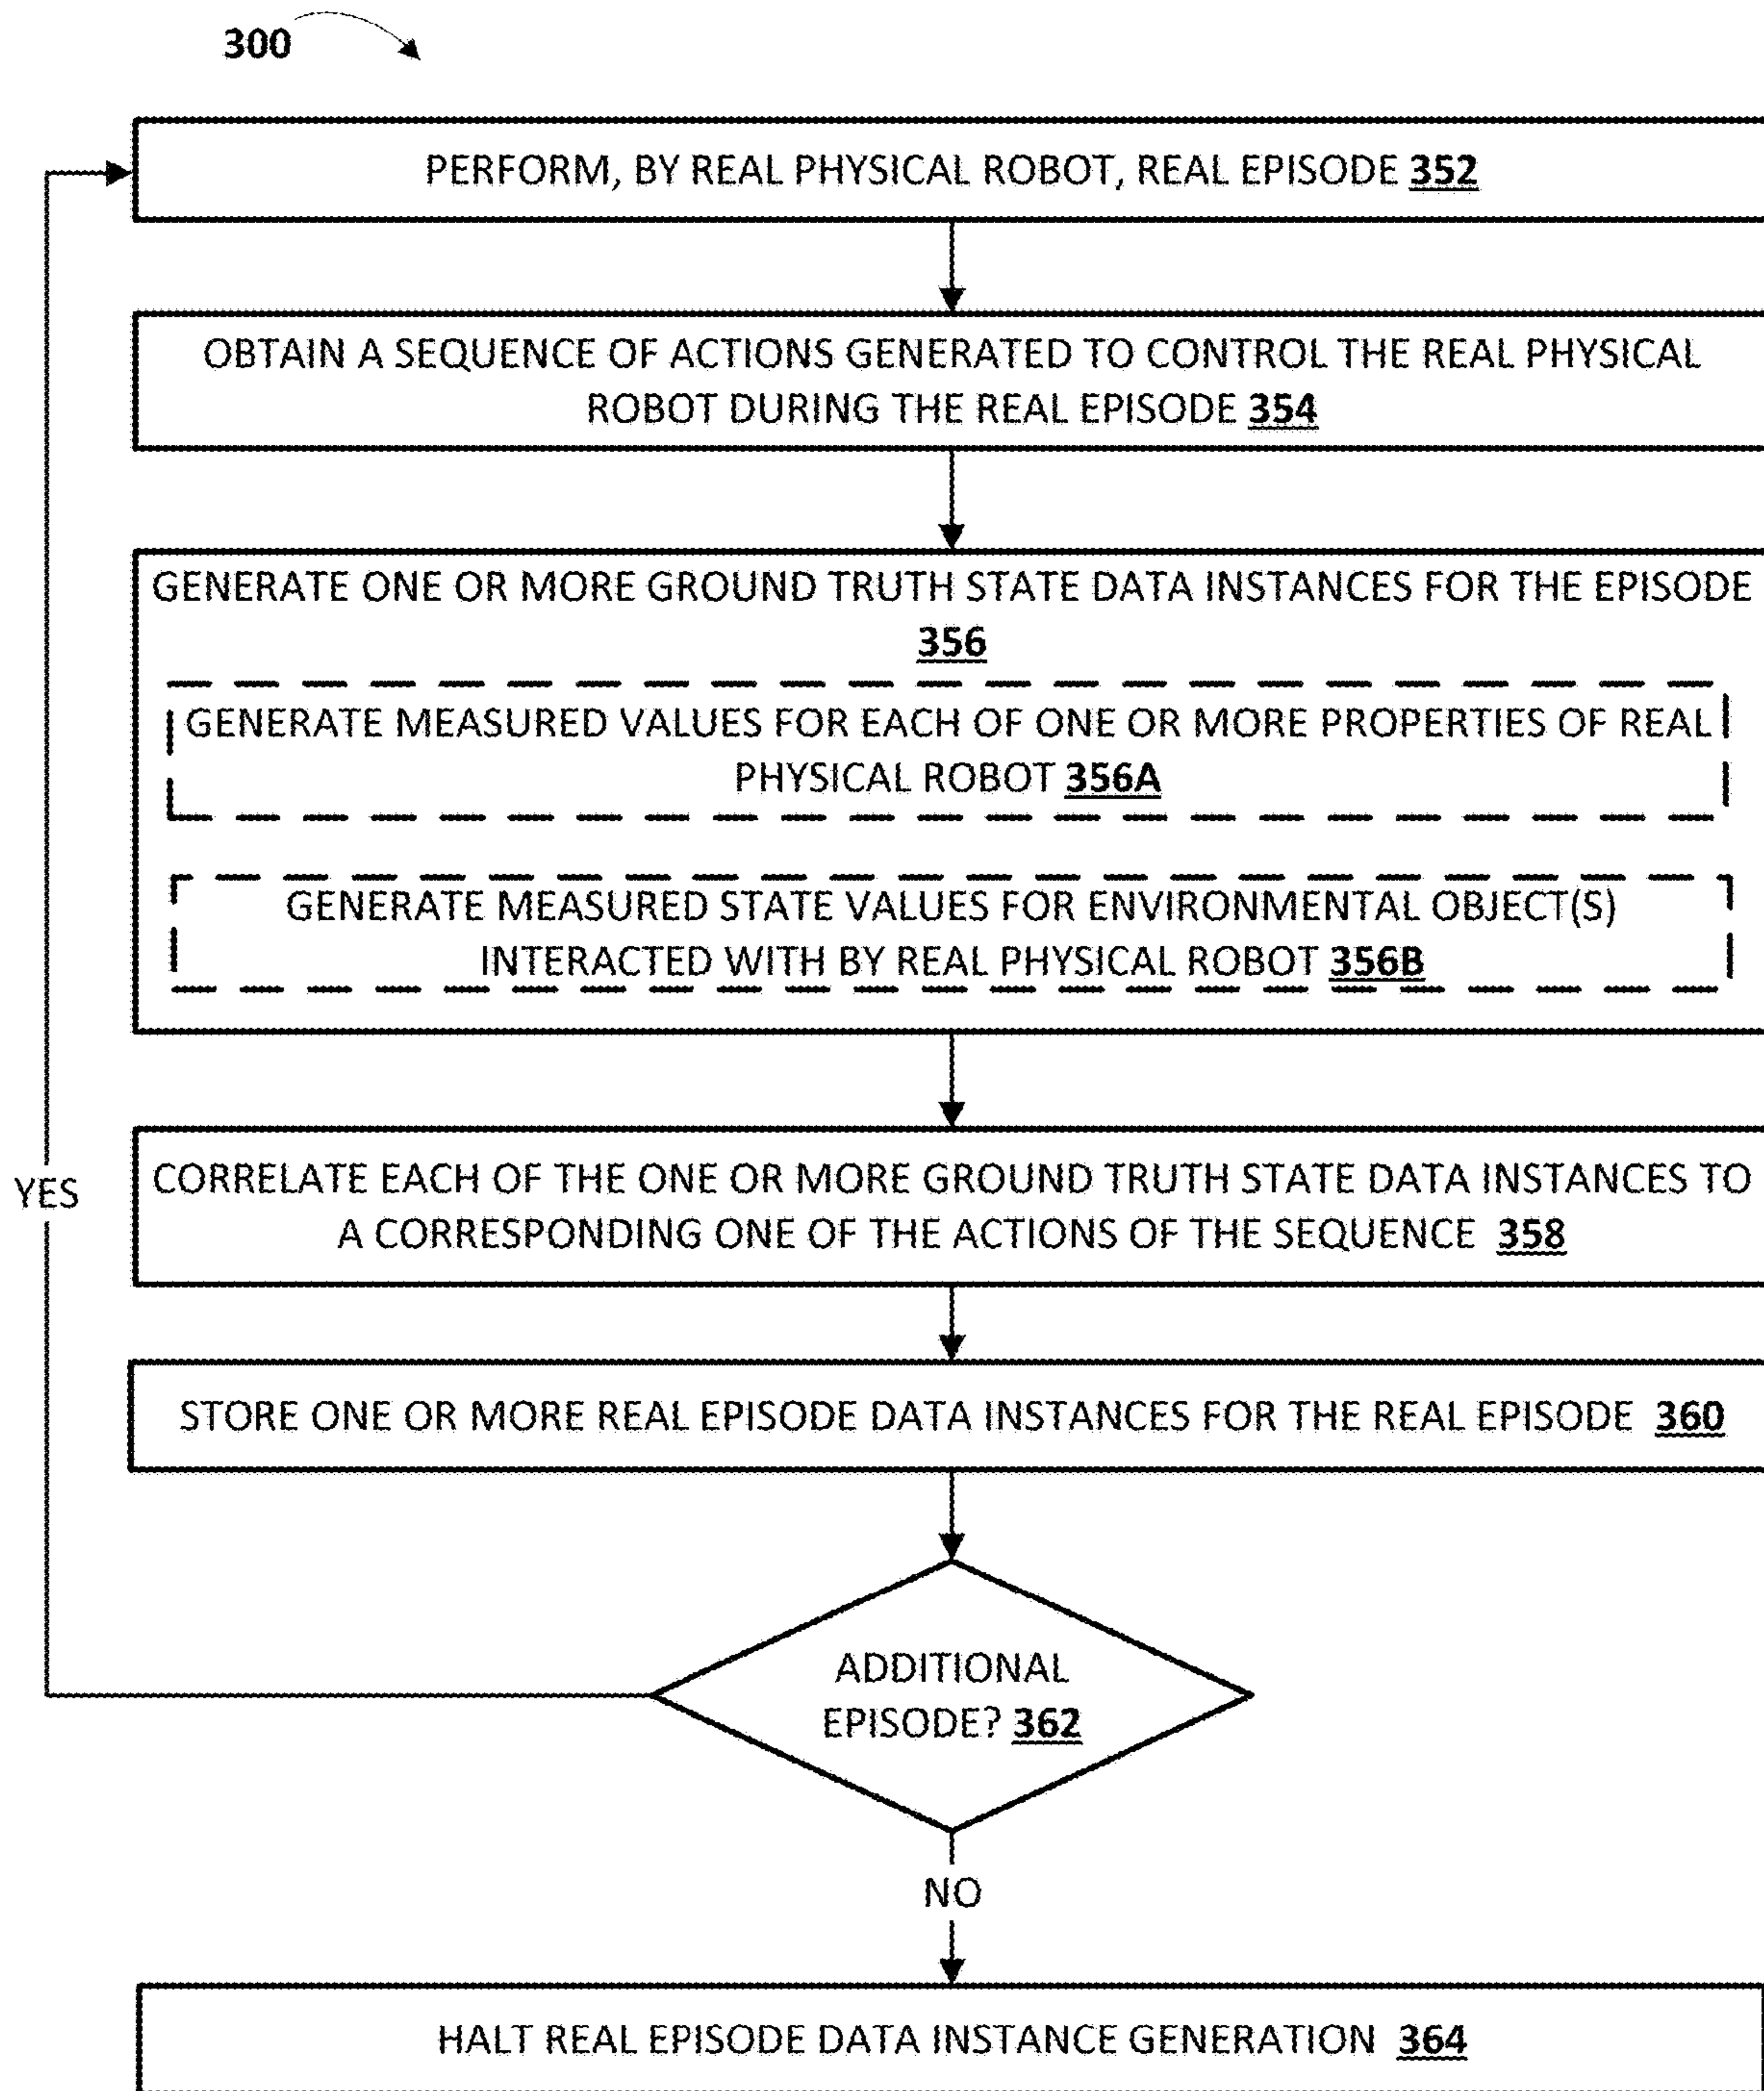 300
PERFORM, BY REAL PHYSICAL ROBOT, REAL EPISODE 352
OBTAIN A SEQUENCE OF ACTIONS GENERATED TO CONTROL THE REAL PHYSICAL
ROBOT DURING THE REAL EPISODE 354
GENERATE ONE OR MORE GROUND TRUTH STATE DATA INSTANCES FOR THE EPISODE
356
GENERATE MEASURED VALUES FOR EACH OF ONE OR MORE PROPERTIES OF REAL
PHYSICAL ROBOT 356A
GENERATE MEASURED STATE VALUES FOR ENVIRONMENTAL OBJECT(S)
INTERACTED WITH BY REAL PHYSICAL ROBOT 356B
CORRELATE EACH OF THE ONE OR MORE GROUND TRUTH STATE DATA INSTANCES TO
A CORRESPONDING ONE OF THE ACTIONS OF THE SEQUENCE 358
YES
STORE ONE OR MORE REAL EPISODE DATA INSTANCES FOR THE REAL EPISODE 360
ADDITIONAL
EPISODE? 362
NO
HALT REAL EPISODE DATA INSTANCE GENERATION 364